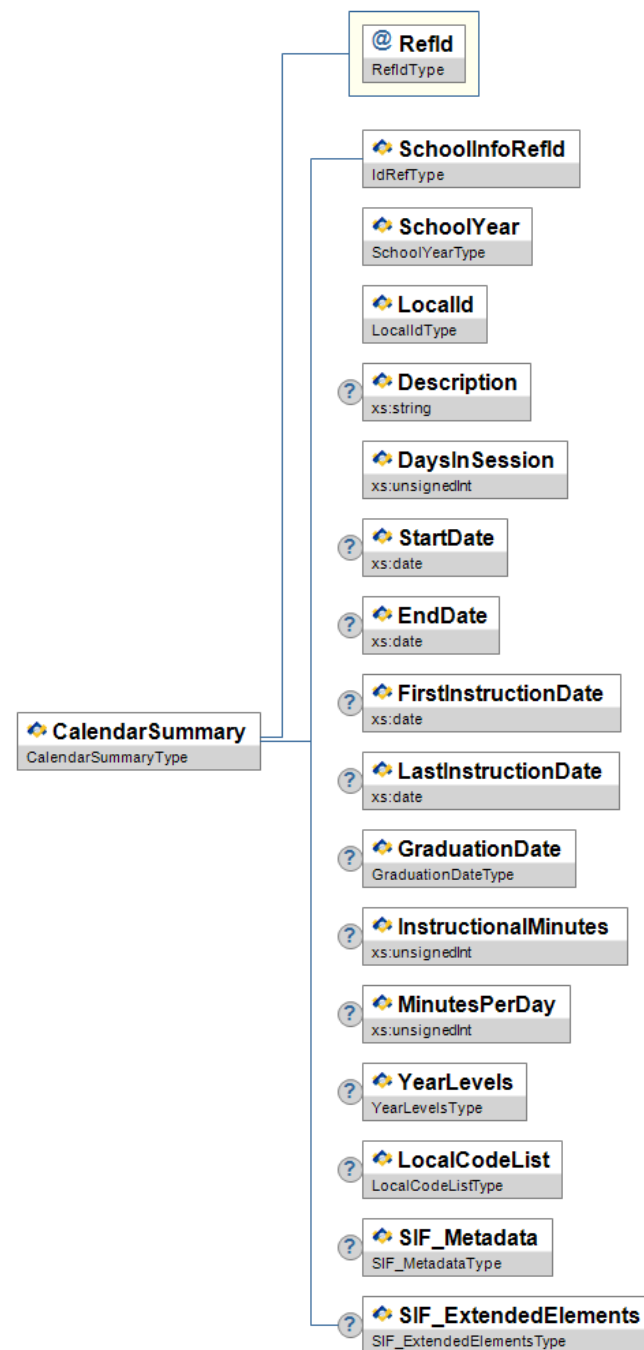 @ RefId
RefIdType
SchoolInfoRefId
IdRefType
SchoolYear
SchoolYearType
LocalId
LocalIdType
? Description
xs:string
DaysInSession
xs:unsignedInt
? StartDate
xs:date
? EndDate
xs:date
? FirstInstructionDate
xs:date
CalendarSummary
CalendarSummaryType
? LastInstructionDate
xs:date
? GraduationDate
GraduationDateType
? InstructionalMinutes
xs:unsignedInt
? MinutesPerDay
xs:unsignedInt
? YearLevels
YearLevelsType
? LocalCodeList
LocalCodeListType
? SIF_Metadata
SIF_MetadataType
? SIF_ExtendedElements
SIF_ExtendedElementsType